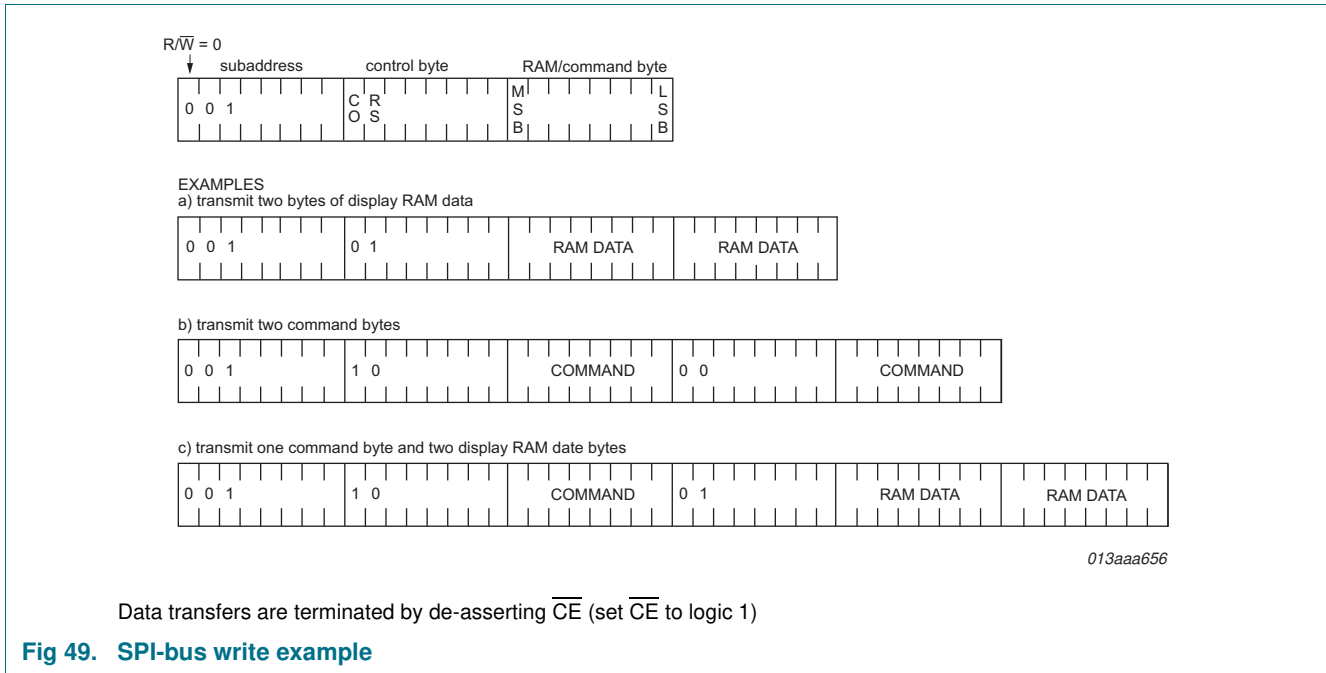 R/W̅ = 0
subaddress control byte RAM/command byte
0 0 1 CO RS MSB LSB
EXAMPLES
a) transmit two bytes of display RAM data
0 0 1 0 1 RAM DATA RAM DATA
b) transmit two command bytes
0 0 1 1 0 COMMAND 0 0 COMMAND
c) transmit one command byte and two display RAM date bytes
0 0 1 1 0 COMMAND 0 1 RAM DATA RAM DATA
013aaa656
Data transfers are terminated by de-asserting C̅E̅ (set C̅E̅ to logic 1)
Fig 49. SPI-bus write example